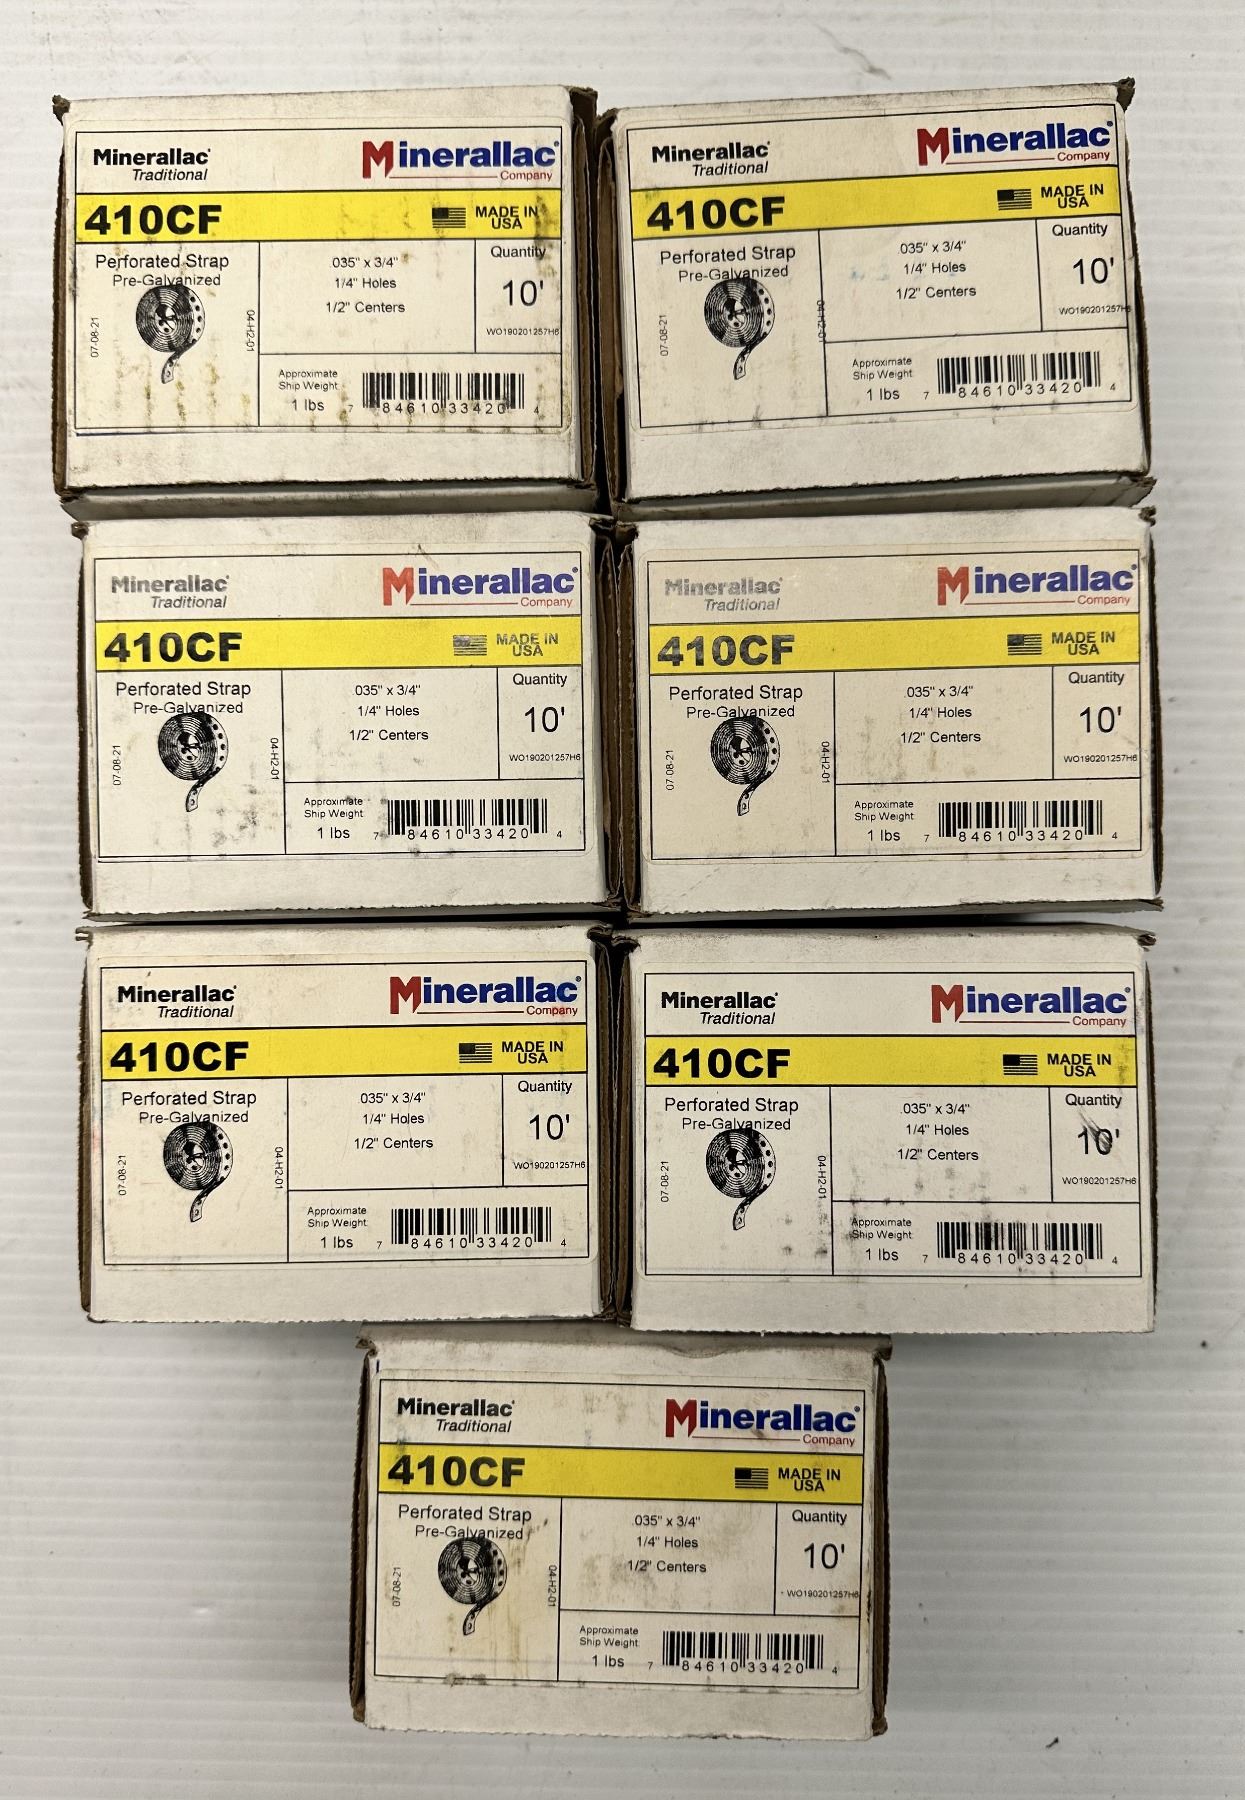 Minerallac
Traditional
Minerallac®
Company
410CF
MADE IN
USA
Perforated Strap
Pre-Galvanized
07-08-21
04-H2-01
.035" x 3/4"
1/4" Holes
1/2" Centers
Quantity
10'
WO190201257H6
Approximate
Ship Weight
1 lbs
7 84610 33420 4
Minerallac
Traditional
Minerallac®
Company
410CF
MADE IN
USA
Perforated Strap
Pre-Galvanized
07-08-21
04-H2-01
.035" x 3/4"
1/4" Holes
1/2" Centers
Quantity
10'
WO190201257H6
Approximate
Ship Weight
1 lbs
7 84610 33420 4
Minerallac
Traditional
Minerallac®
Company
410CF
MADE IN
USA
Perforated Strap
Pre-Galvanized
07-08-21
04-H2-01
.035" x 3/4"
1/4" Holes
1/2" Centers
Quantity
10'
WO190201257H6
Approximate
Ship Weight
1 lbs
7 84610 33420 4
Minerallac
Traditional
Minerallac®
Company
410CF
MADE IN
USA
Perforated Strap
Pre-Galvanized
07-08-21
04-H2-01
.035" x 3/4"
1/4" Holes
1/2" Centers
Quantity
10'
WO190201257H6
Approximate
Ship Weight
1 lbs
7 84610 33420 4
Minerallac
Traditional
Minerallac®
Company
410CF
MADE IN
USA
Perforated Strap
Pre-Galvanized
07-08-21
04-H2-01
.035" x 3/4"
1/4" Holes
1/2" Centers
Quantity
10'
WO190201257H6
Approximate
Ship Weight
1 lbs
7 84610 33420 4
Minerallac
Traditional
Minerallac®
Company
410CF
MADE IN
USA
Perforated Strap
Pre-Galvanized
07-08-21
04-H2-01
.035" x 3/4"
1/4" Holes
1/2" Centers
Quantity
10'
WO190201257H6
Approximate
Ship Weight
1 lbs
7 84610 33420 4
Minerallac
Traditional
Minerallac®
Company
410CF
MADE IN
USA
Perforated Strap
Pre-Galvanized
07-08-21
04-H2-01
.035" x 3/4"
1/4" Holes
1/2" Centers
Quantity
10'
WO190201257H6
Approximate
Ship Weight
1 lbs
7 84610 33420 4